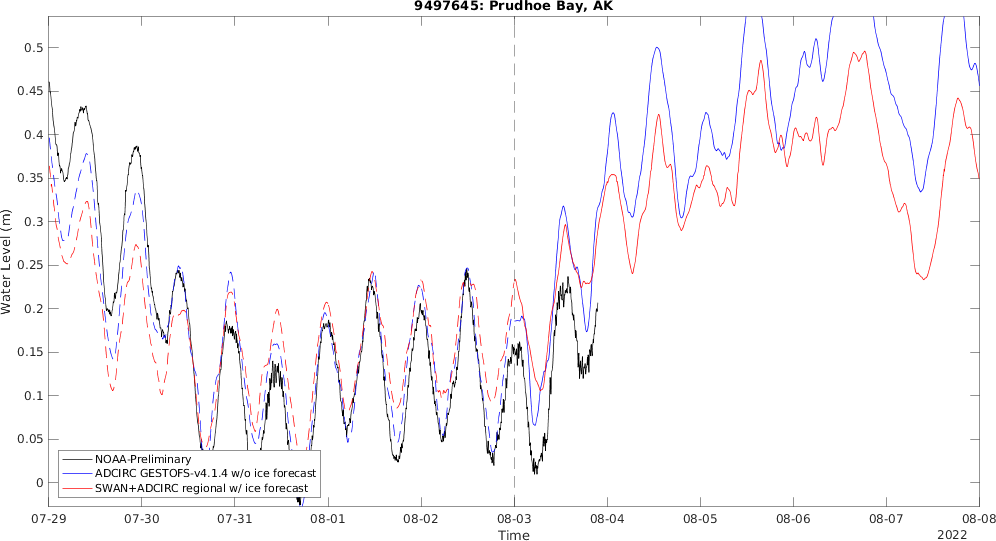 9497645: Prudhoe Bay, AK
Water Level (m)
0.5
0.45
0.4
0.35
0.3
0.25
0.2
0.15
0.1
0.05
0
NOAA-Preliminary
ADCIRC GESTOFS-v4.1.4 w/o ice forecast
SWAN+ADCIRC regional w/ ice forecast
07-29 07-30 07-31 08-01 08-02 08-03 08-04 08-05 08-06 08-07 08-08
Time
2022